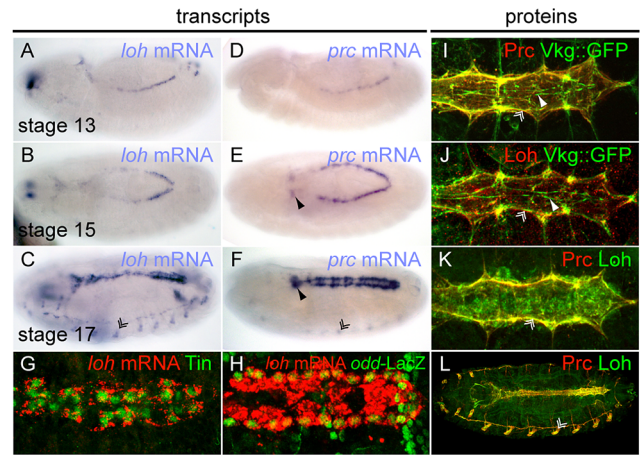 transcripts
proteins
A loh mRNA
stage 13
D prc mRNA
I Prc Vkg::GFP
B loh mRNA
stage 15
E prc mRNA
J Loh Vkg::GFP
C loh mRNA
stage 17
F prc mRNA
K Prc Loh
G loh mRNA Tin
H loh mRNA odd-LacZ
L Prc Loh